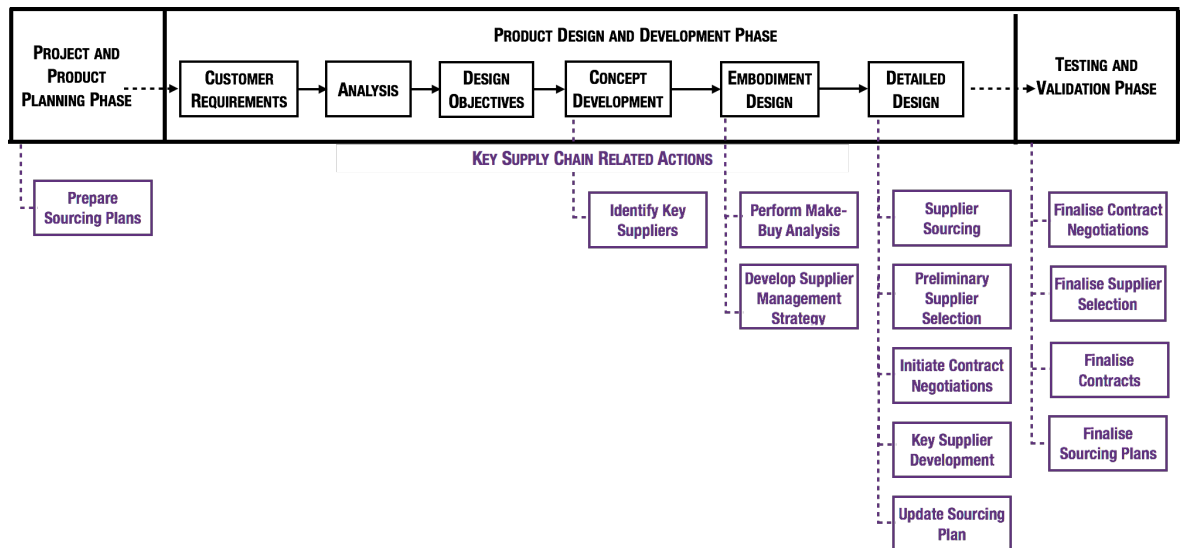 PRODUCT DESIGN AND DEVELOPMENT PHASE
PROJECT AND
PRODUCT
PLANNING PHASE
CUSTOMER
REQUIREMENTS
ANALYSIS
DESIGN
OBJECTIVES
CONCEPT
DEVELOPMENT
EMBODIMENT
DESIGN
DETAILED
DESIGN
TESTING AND
VALIDATION PHASE
KEY SUPPLY CHAIN RELATED ACTIONS
Prepare
Sourcing Plans
Identify Key
Suppliers
Perform Make-
Buy Analysis
Develop Supplier
Management
Strategy
Supplier
Sourcing
Preliminary
Supplier
Selection
Initiate Contract
Negotiations
Key Supplier
Development
Update Sourcing
Plan
Finalise Contract
Negotiations
Finalise Supplier
Selection
Finalise
Contracts
Finalise
Sourcing Plans